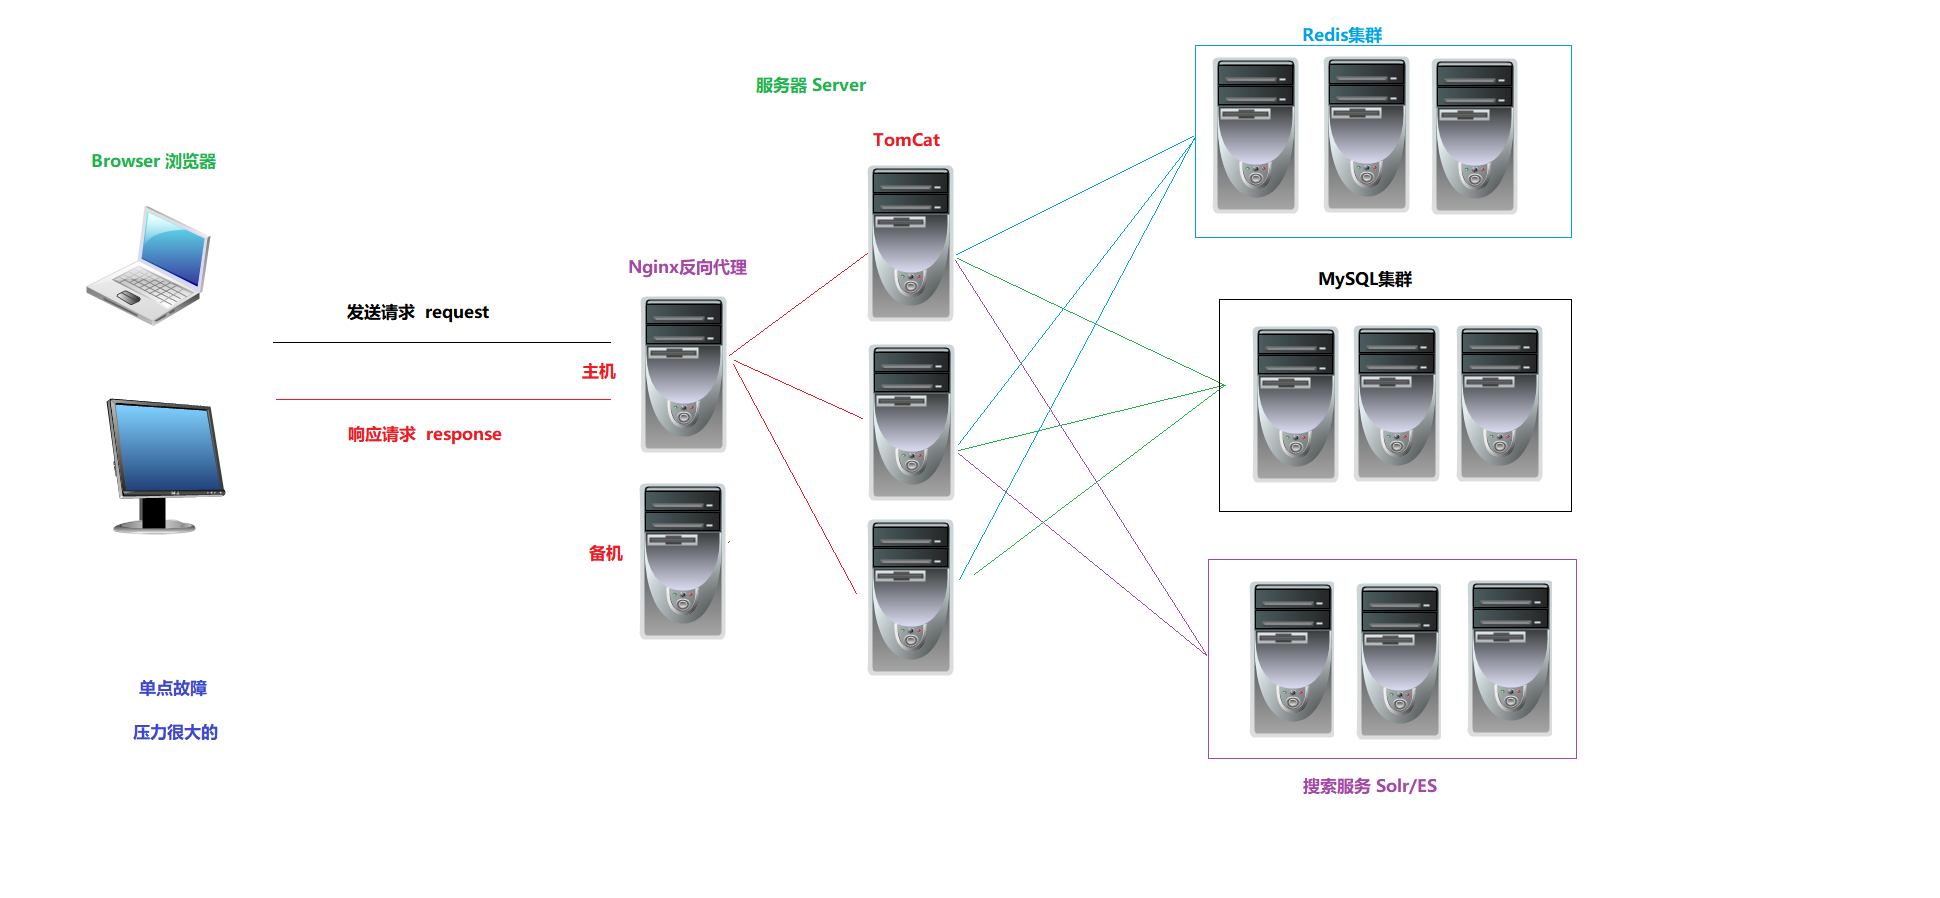 Redis集群
服务器 Server
TomCat
Browser 浏览器
Nginx反向代理
MySQL集群
发送请求  request
主机
响应请求  response
备机
单点故障
压力很大的
搜索服务 Solr/ES